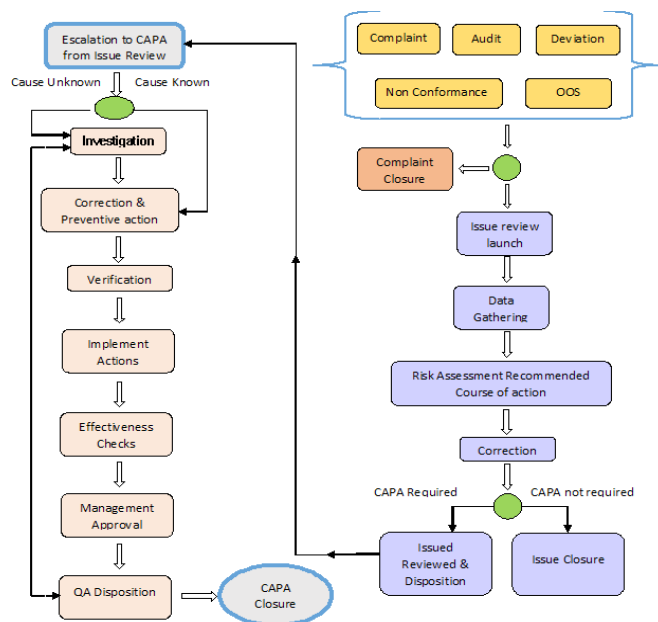 Escalation to CAPA
from Issue Review
Cause Unknown
Cause Known
Investigation
Correction &
Preventive action
Verification
Implement
Actions
Effectiveness
Checks
Management
Approval
QA Disposition
CAPA
Closure
Complaint
Audit
Deviation
Non Conformance
OOS
Complaint
Closure
Issue review
launch
Data
Gathering
Risk Assessment Recommended
Course of action
Correction
CAPA Required
CAPA not required
Issued
Reviewed &
Disposition
Issue Closure